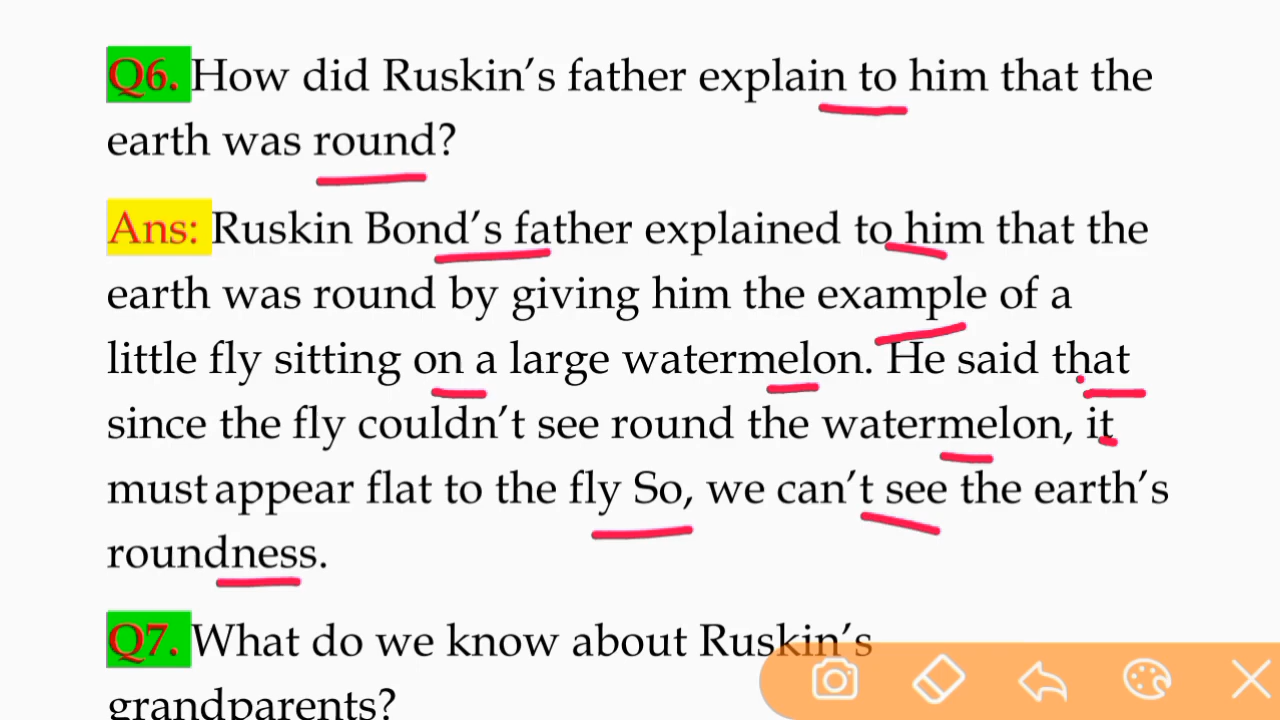 Q6. How did Ruskin’s father explain to him that the
earth was round?
Ans: Ruskin Bond’s father explained to him that the
earth was round by giving him the example of a
little fly sitting on a large watermelon. He said that
since the fly couldn’t see round the watermelon, it
must appear flat to the fly So, we can’t see the earth’s
roundness.
Q7. What do we know about Ruskin’s
grandparents?